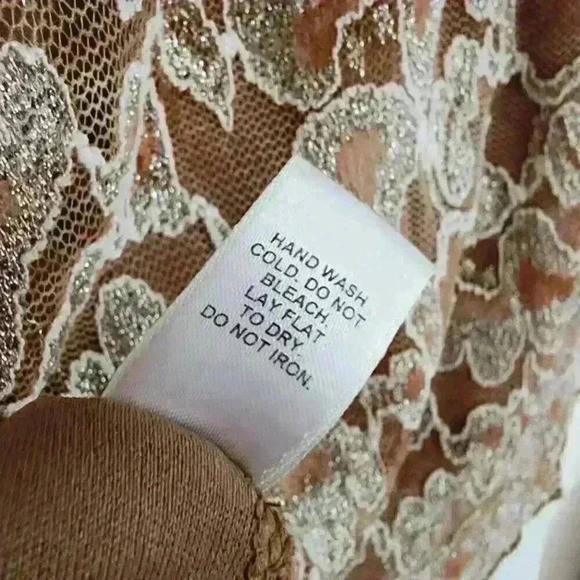 HAND WASH
COLD. DO NOT
BLEACH.
LAY FLAT
TO DRY.
DO NOT IRON.